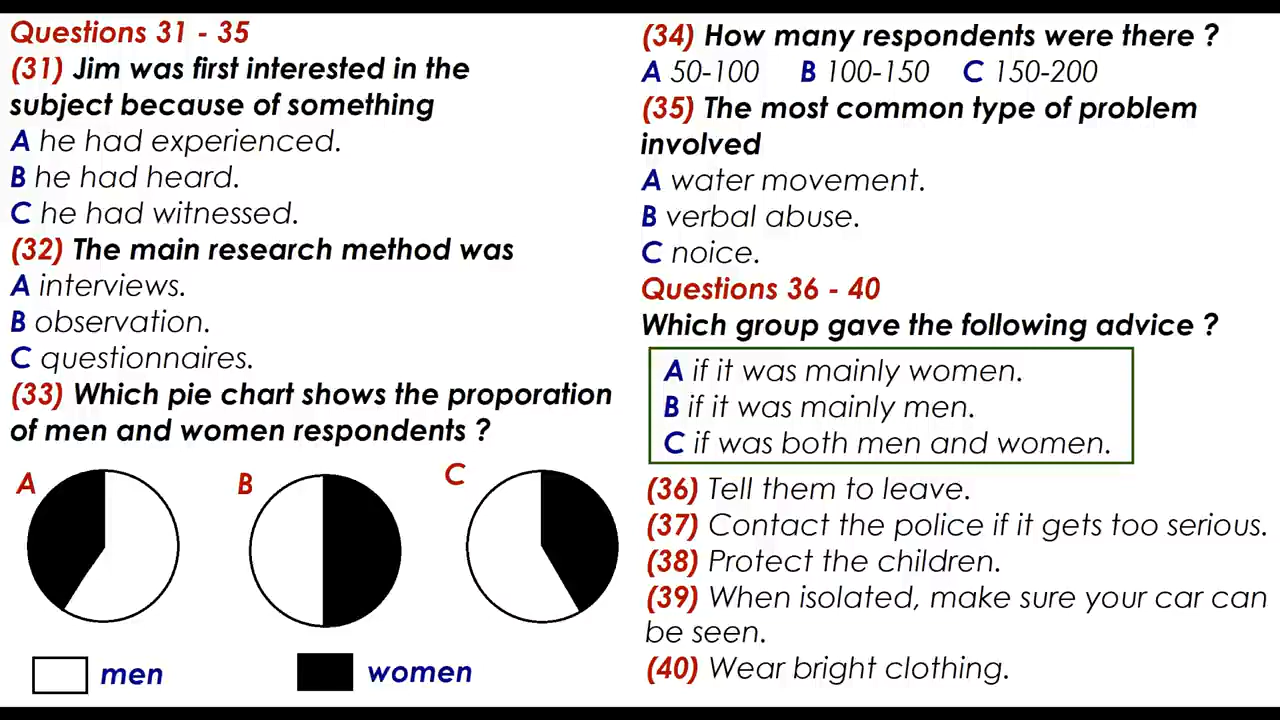 Questions 31 - 35
(31) Jim was first interested in the
subject because of something
A he had experienced.
B he had heard.
C he had witnessed.
(32) The main research method was
A interviews.
B observation.
C questionnaires.
(33) Which pie chart shows the proporation
of men and women respondents ?
A
B
C
men
women
(34) How many respondents were there ?
A 50-100 B 100-150 C 150-200
(35) The most common type of problem
involved
A water movement.
B verbal abuse.
C noice.
Questions 36 - 40
Which group gave the following advice ?
A if it was mainly women.
B if it was mainly men.
C if was both men and women.
(36) Tell them to leave.
(37) Contact the police if it gets too serious.
(38) Protect the children.
(39) When isolated, make sure your car can
be seen.
(40) Wear bright clothing.